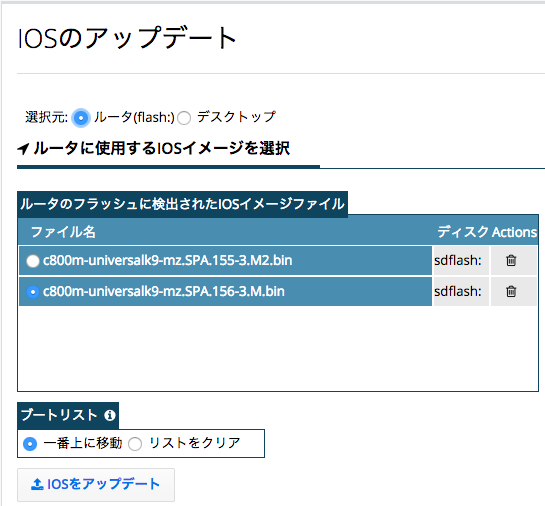 IOSのアップデート
選択元: ルータ(flash:) デスクトップ
ルータに使用するIOSイメージを選択
ルータのフラッシュに検出されたIOSイメージファイル
ファイル名 ディスク Actions
c800m-universalk9-mz.SPA.155-3.M2.bin sdflash:
c800m-universalk9-mz.SPA.156-3.M.bin sdflash:
ブートリスト
一番上に移動 リストをクリア
IOSをアップデート